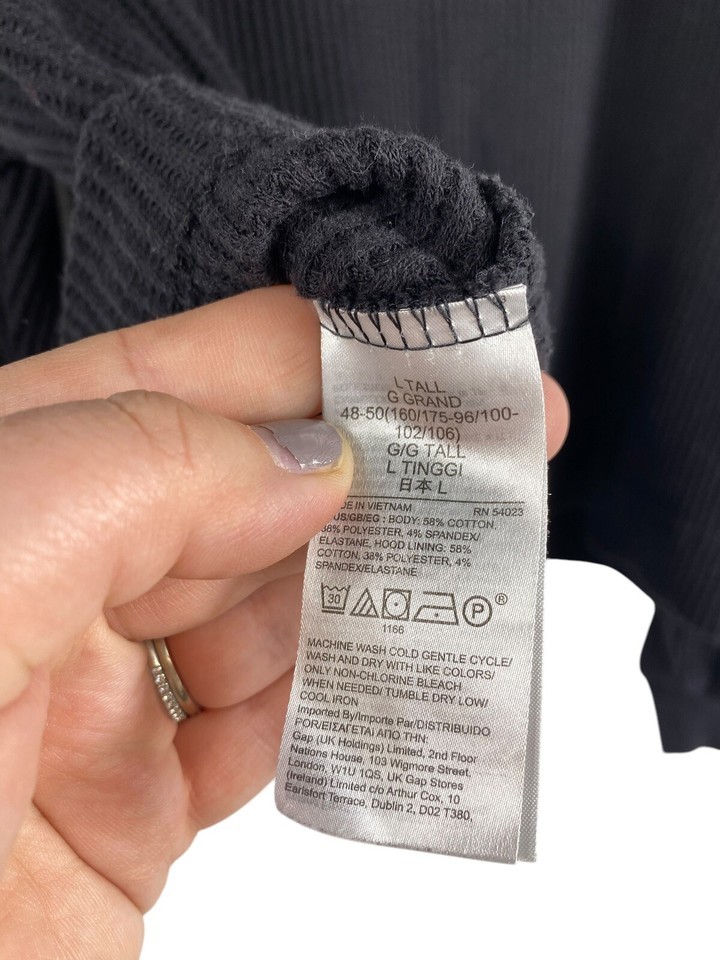 L TALL
G GRAND
48-50(160/175-96/100-
102/106)
G/G TALL
L TINGGI
日本 L
DE IN VIETNAM RN 54023
US/GB/EG : BODY: 58% COTTON,
38% POLYESTER, 4% SPANDEX/
ELASTANE, HOOD LINING: 58%
COTTON, 38% POLYESTER, 4%
SPANDEX/ELASTANE
30 P ®
1166
MACHINE WASH COLD GENTLE CYCLE/
WASH AND DRY WITH LIKE COLORS/
ONLY NON-CHLORINE BLEACH
WHEN NEEDED/ TUMBLE DRY LOW/
COOL IRON
Imported By/Importe Par/DISTRIBUIDO
POR/ΕΙΣΑΓΕΤΑΙ ΑΠΟ ΤΗΝ:
Gap (UK Holdings) Limited, 2nd Floor
Nations House, 103 Wigmore Street,
London, W1U 1QS, UK Gap Stores
(Ireland) Limited c/o Arthur Cox, 10
Earlsfort Terrace, Dublin 2, D02 T380,